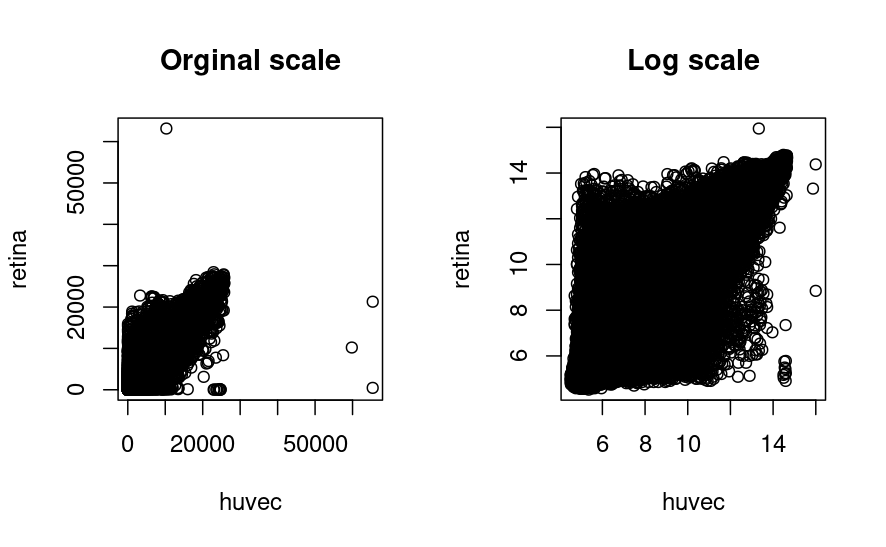 Orginal scale
retina
50000
20000
0
0 20000 50000
huvec
Log scale
retina
14
10
8
6
6 8 10 14
huvec